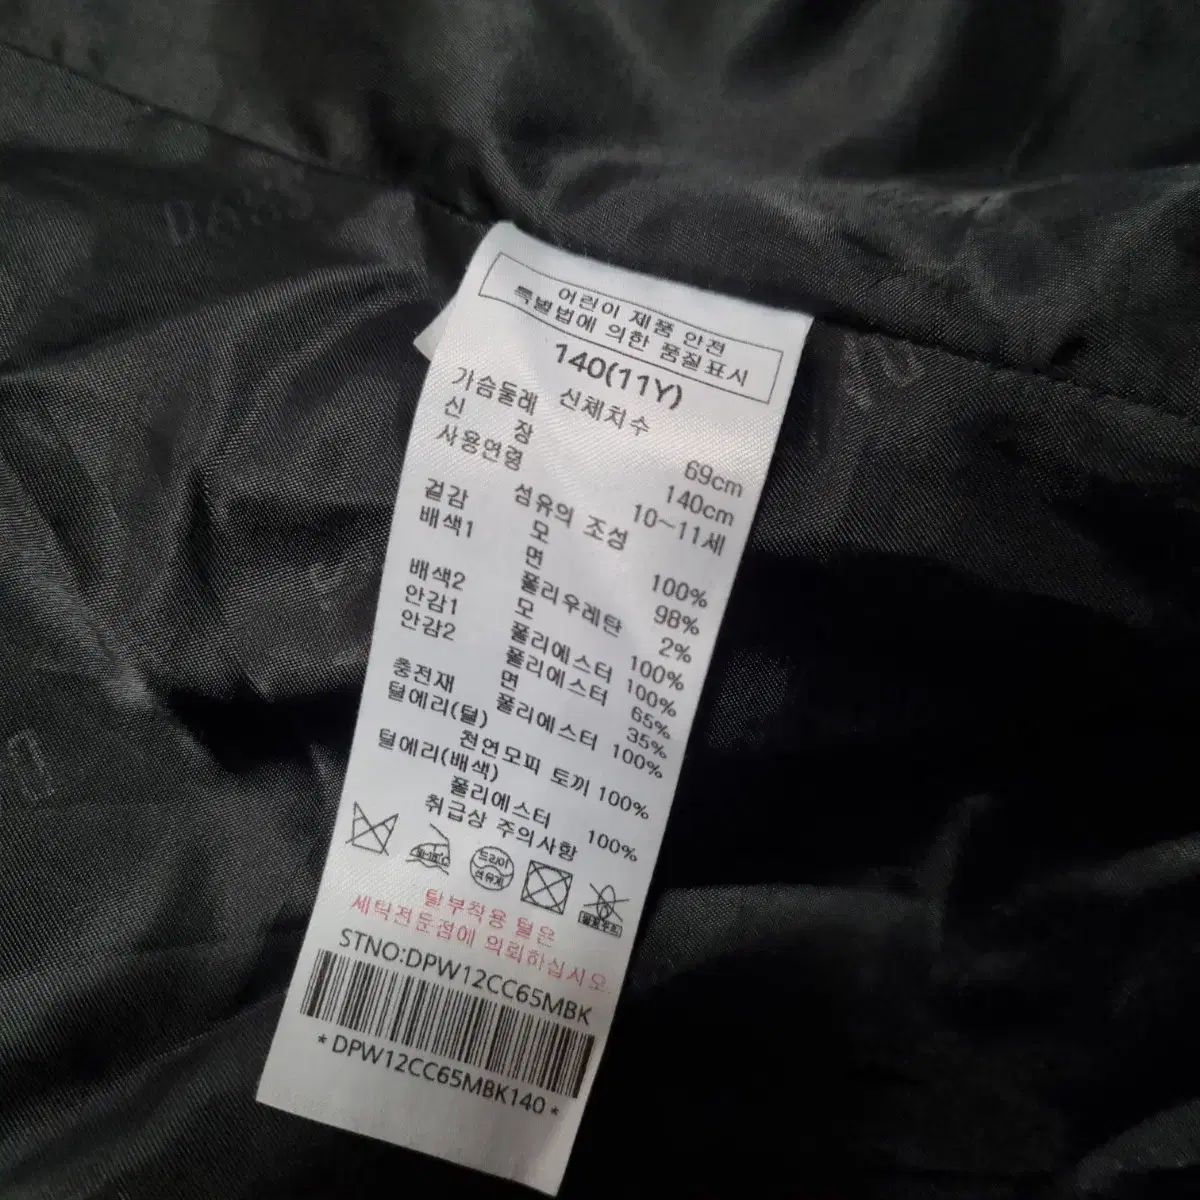 어린이 제품 안전
특별법에 의한 품질표시
140(11Y)
신체치수
가슴둘레 69cm
신 장 140cm
사용연령 10~11세
섬유의 조성
겉감 모 100%
배색1 면 98%
폴리우레탄 2%
배색2 모 100%
안감1 폴리에스터 100%
안감2 폴리에스터 65%
면 35%
충전재 폴리에스터 100%
털에리(털)
천연모피 토끼 100%
털에리(배색)
폴리에스터 100%
취급상 주의사항
드라이
석유계
탈부착용 털은
세탁전문점에 의뢰하십시오.
STNO:DPW12CC65MBK
*DPW12CC65MBK140*